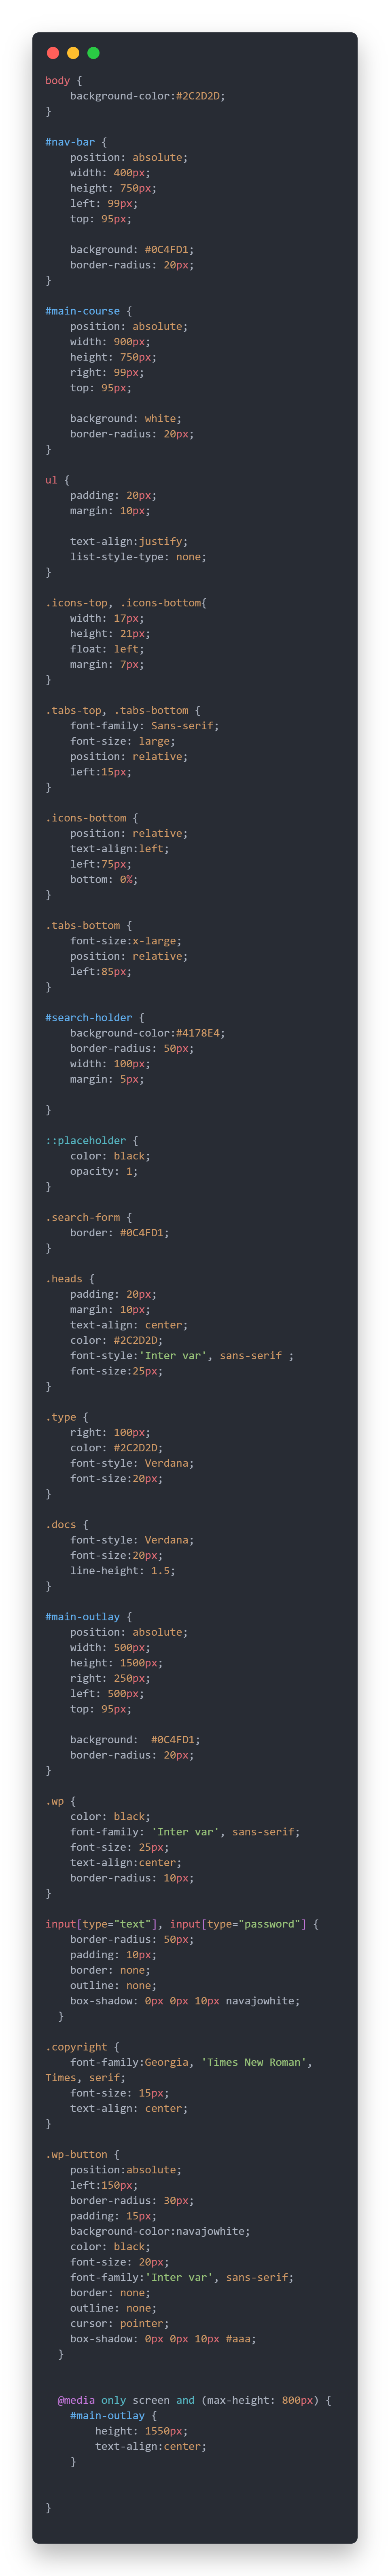 body {
    background-color:#2C2D2D;
}

#nav-bar {
    position: absolute;
    width: 400px;
    height: 750px;
    left: 99px;
    top: 95px;

    background: #0C4FD1;
    border-radius: 20px;
}

#main-course {
    position: absolute;
    width: 900px;
    height: 750px;
    right: 99px;
    top: 95px;

    background: white;
    border-radius: 20px;
}

ul {
    padding: 20px;
    margin: 10px;

    text-align:justify;
    list-style-type: none;
}

.icons-top, .icons-bottom{
    width: 17px;
    height: 21px;
    float: left;
    margin: 7px;
}

.tabs-top, .tabs-bottom {
    font-family: Sans-serif;
    font-size: large;
    position: relative;
    left:15px;
}

.icons-bottom {
    position: relative;
    text-align:left;
    left:75px;
    bottom: 0%;
}

.tabs-bottom {
    font-size:x-large;
    position: relative;
    left:85px;
}

#search-holder {
    background-color:#4178E4;
    border-radius: 50px;
    width: 100px;
    margin: 5px;

}

::placeholder {
    color: black;
    opacity: 1;
}

.search-form {
    border: #0C4FD1;
}

.heads {
    padding: 20px;
    margin: 10px;
    text-align: center;
    color: #2C2D2D;
    font-style:'Inter var', sans-serif ;
    font-size:25px;
}

.type {
    right: 100px;
    color: #2C2D2D;
    font-style: Verdana;
    font-size:20px;
}

.docs {
    font-style: Verdana;
    font-size:20px;
    line-height: 1.5;
}

#main-outlay {
    position: absolute;
    width: 500px;
    height: 1500px;
    right: 250px;
    left: 500px;
    top: 95px;

    background:  #0C4FD1;
    border-radius: 20px;
}

.wp {
    color: black;
    font-family: 'Inter var', sans-serif;
    font-size: 25px;
    text-align:center;
    border-radius: 10px;
}

input[type="text"], input[type="password"] {
    border-radius: 50px;
    padding: 10px;
    border: none;
    outline: none;
    box-shadow: 0px 0px 10px navajowhite;
  }

.copyright {
    font-family:Georgia, 'Times New Roman',
Times, serif;
    font-size: 15px;
    text-align: center;
}

.wp-button {
    position:absolute;
    left:150px;
    border-radius: 30px;
    padding: 15px;
    background-color:navajowhite;
    color: black;
    font-size: 20px;
    font-family:'Inter var', sans-serif;
    border: none;
    outline: none;
    cursor: pointer;
    box-shadow: 0px 0px 10px #aaa;
  }

  @media only screen and (max-height: 800px) {
    #main-outlay {
        height: 1550px;
        text-align:center;
    }

}